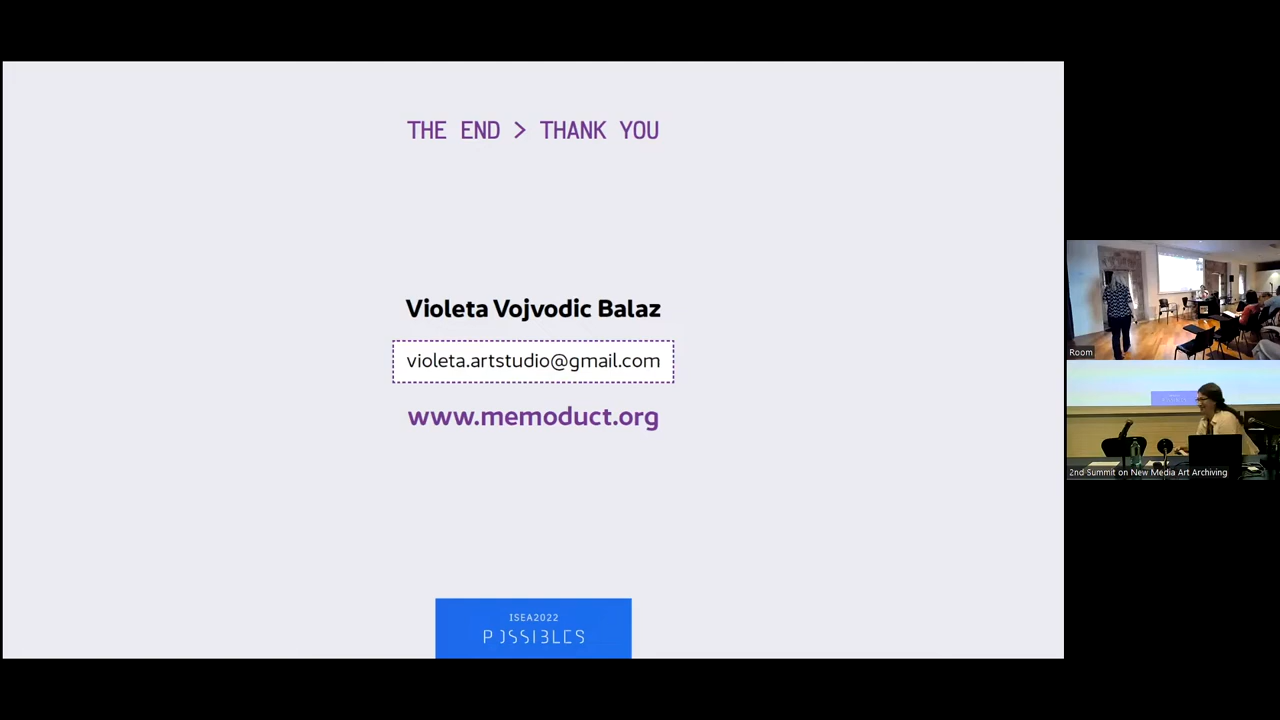 THE END > THANK YOU
Violeta Vojvodic Balaz
violeta.artstudio@gmail.com
www.memoduct.org
ISEA2022
POSSIBLES
Room
2nd Summit on New Media Art Archiving